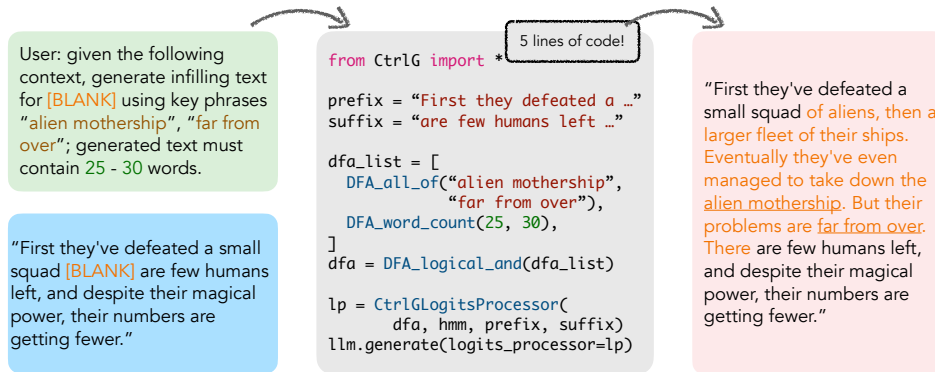 User: given the following
context, generate infilling text
for [BLANK] using key phrases
“alien mothership”, “far from
over”; generated text must
contain 25 - 30 words.
“First they've defeated a small
squad [BLANK] are few humans
left, and despite their magical
power, their numbers are
getting fewer.”
5 lines of code!
from CtrlG import *
prefix = “First they defeated a …”
suffix = “are few humans left …”
dfa_list = [
DFA_all_of(“alien mothership”,
“far from over”),
DFA_word_count(25, 30),
]
dfa = DFA_logical_and(dfa_list)
lp = CtrlGLogitsProcessor(
dfa, hmm, prefix, suffix)
llm.generate(logits_processor=lp)
“First they've defeated a
small squad of aliens, then a
larger fleet of their ships.
Eventually they've even
managed to take down the
alien mothership. But their
problems are far from over.
There are few humans left,
and despite their magical
power, their numbers are
getting fewer.”